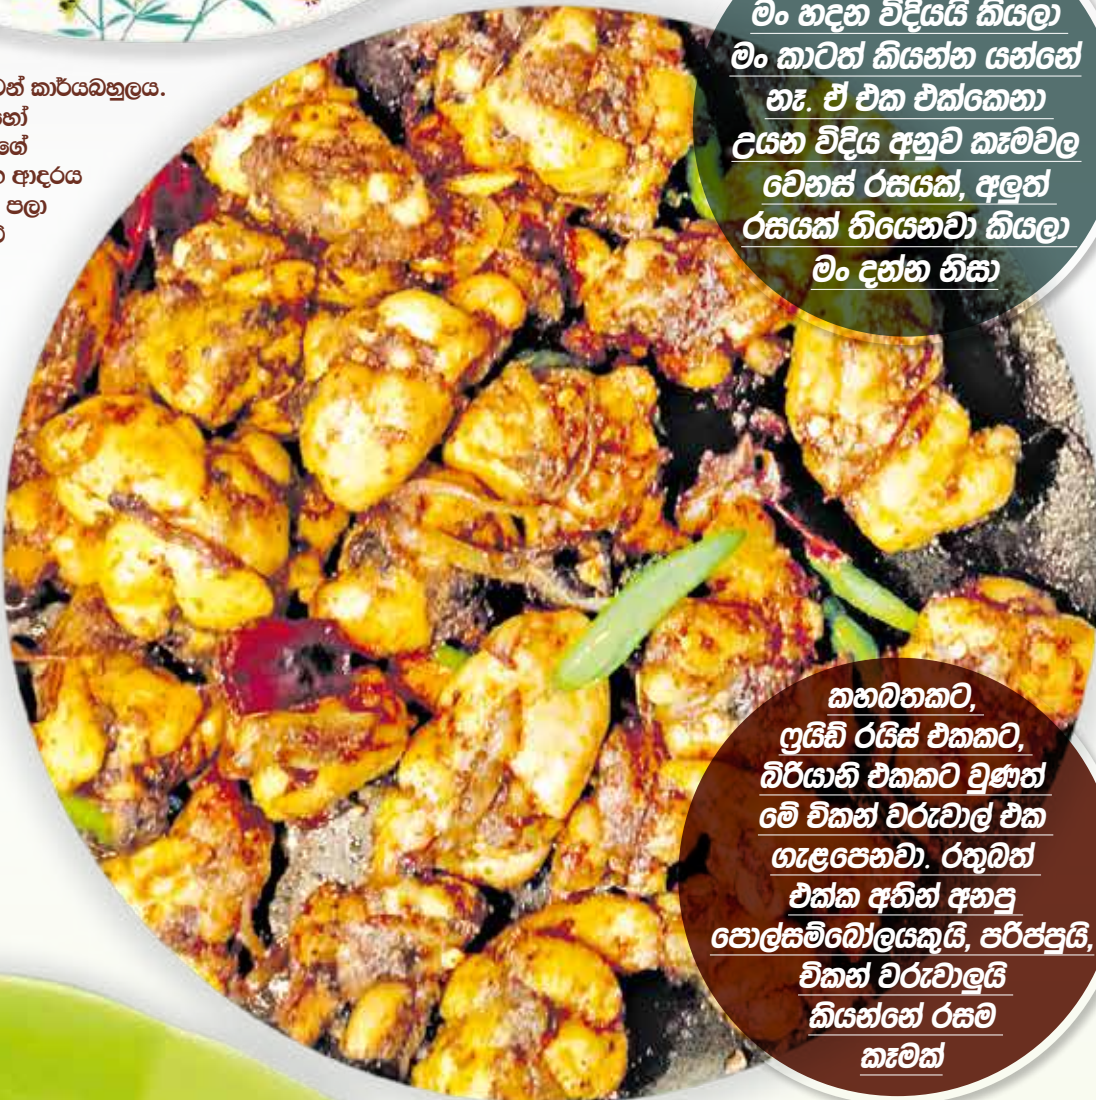 කාර්යබහුලය.
ආදරය
පලා
මං හදන විදියයි කියලා
මං කාටත් කියන්න යන්නේ
නෑ. ඒ එක එක්කෙනා
උයන විදිය අනුව කෑමවල
වෙනස් රසයක්, අලුත්
රසයක් තියෙනවා කියලා
මං දන්න නිසා
කහබතකට,
ෆ්‍රයිඩ් රයිස් එකකට,
බිරියානි එකකට වුණත්
මේ චිකන් වරුවාල් එක
ගැළපෙනවා. රතුබත්
එක්ක අතින් අනපු
පොල්සම්බෝලයකුයි, පරිප්පුයි,
චිකන් වරුවාලුයි
කියන්නේ රසම
කෑමක්